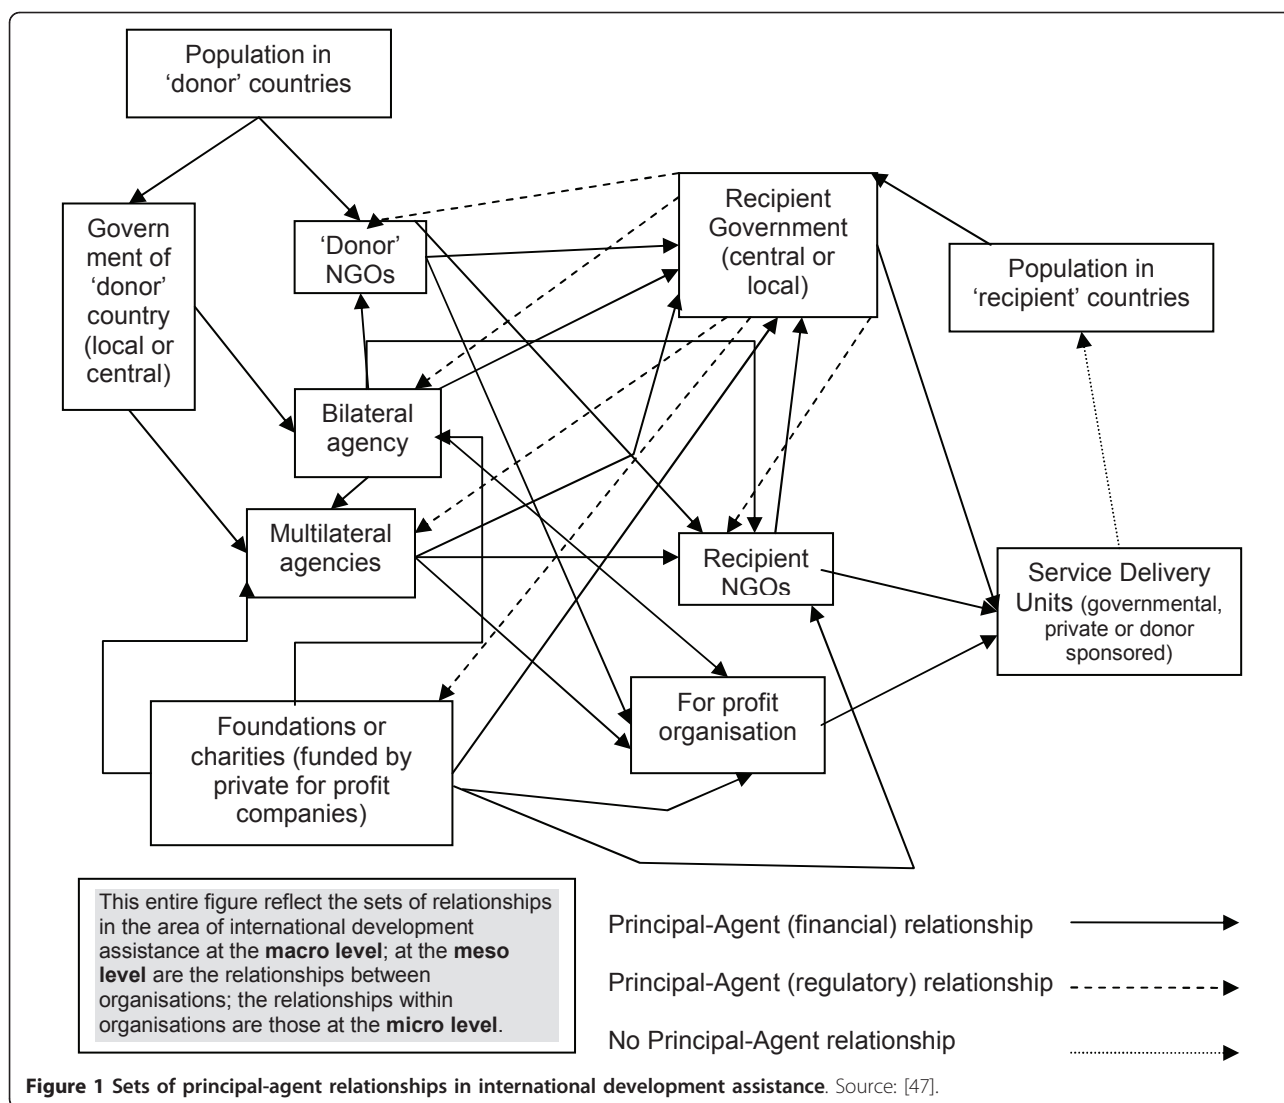 Population in
‘donor’ countries
Govern
ment of
‘donor’
country
(local or
central)
‘Donor’
NGOs
Recipient
Government
(central or
local)
Population in
‘recipient’ countries
Bilateral
agency
Multilateral
agencies
Recipient
NGOs
Service Delivery
Units (governmental,
private or donor
sponsored)
For profit
organisation
Foundations or
charities (funded by
private for profit
companies)
This entire figure reflect the sets of relationships
in the area of international development
assistance at the macro level; at the meso
level are the relationships between
organisations; the relationships within
organisations are those at the micro level.
Principal-Agent (financial) relationship
Principal-Agent (regulatory) relationship
No Principal-Agent relationship
Figure 1 Sets of principal-agent relationships in international development assistance. Source: [47].